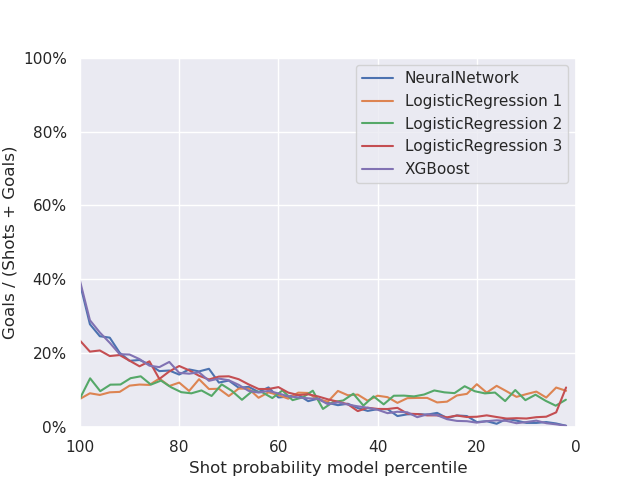 100%
80%
60%
40%
20%
0%
Goals / (Shots + Goals)
NeuralNetwork
LogisticRegression 1
LogisticRegression 2
LogisticRegression 3
XGBoost
100 80 60 40 20 0
Shot probability model percentile